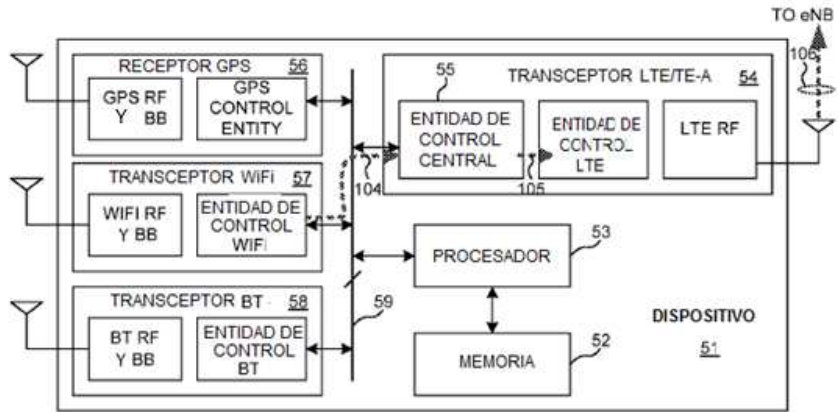 TO eNB
106
RECEPTOR GPS 56
GPS RF
Y BB
GPS
CONTROL
ENTITY
55
TRANSCEPTOR LTE/TE-A 54
ENTIDAD DE
CONTROL
CENTRAL
ENTIDAD DE
CONTROL
LTE
LTE RF
104
105
TRANSCEPTOR WiFi 57
WIFI RF
Y BB
ENTIDAD DE
CONTROL
WIFI
PROCESADOR
53
TRANSCEPTOR BT 58
BT RF
Y BB
ENTIDAD DE
CONTROL
BT
59
MEMORIA
52
DISPOSITIVO
51